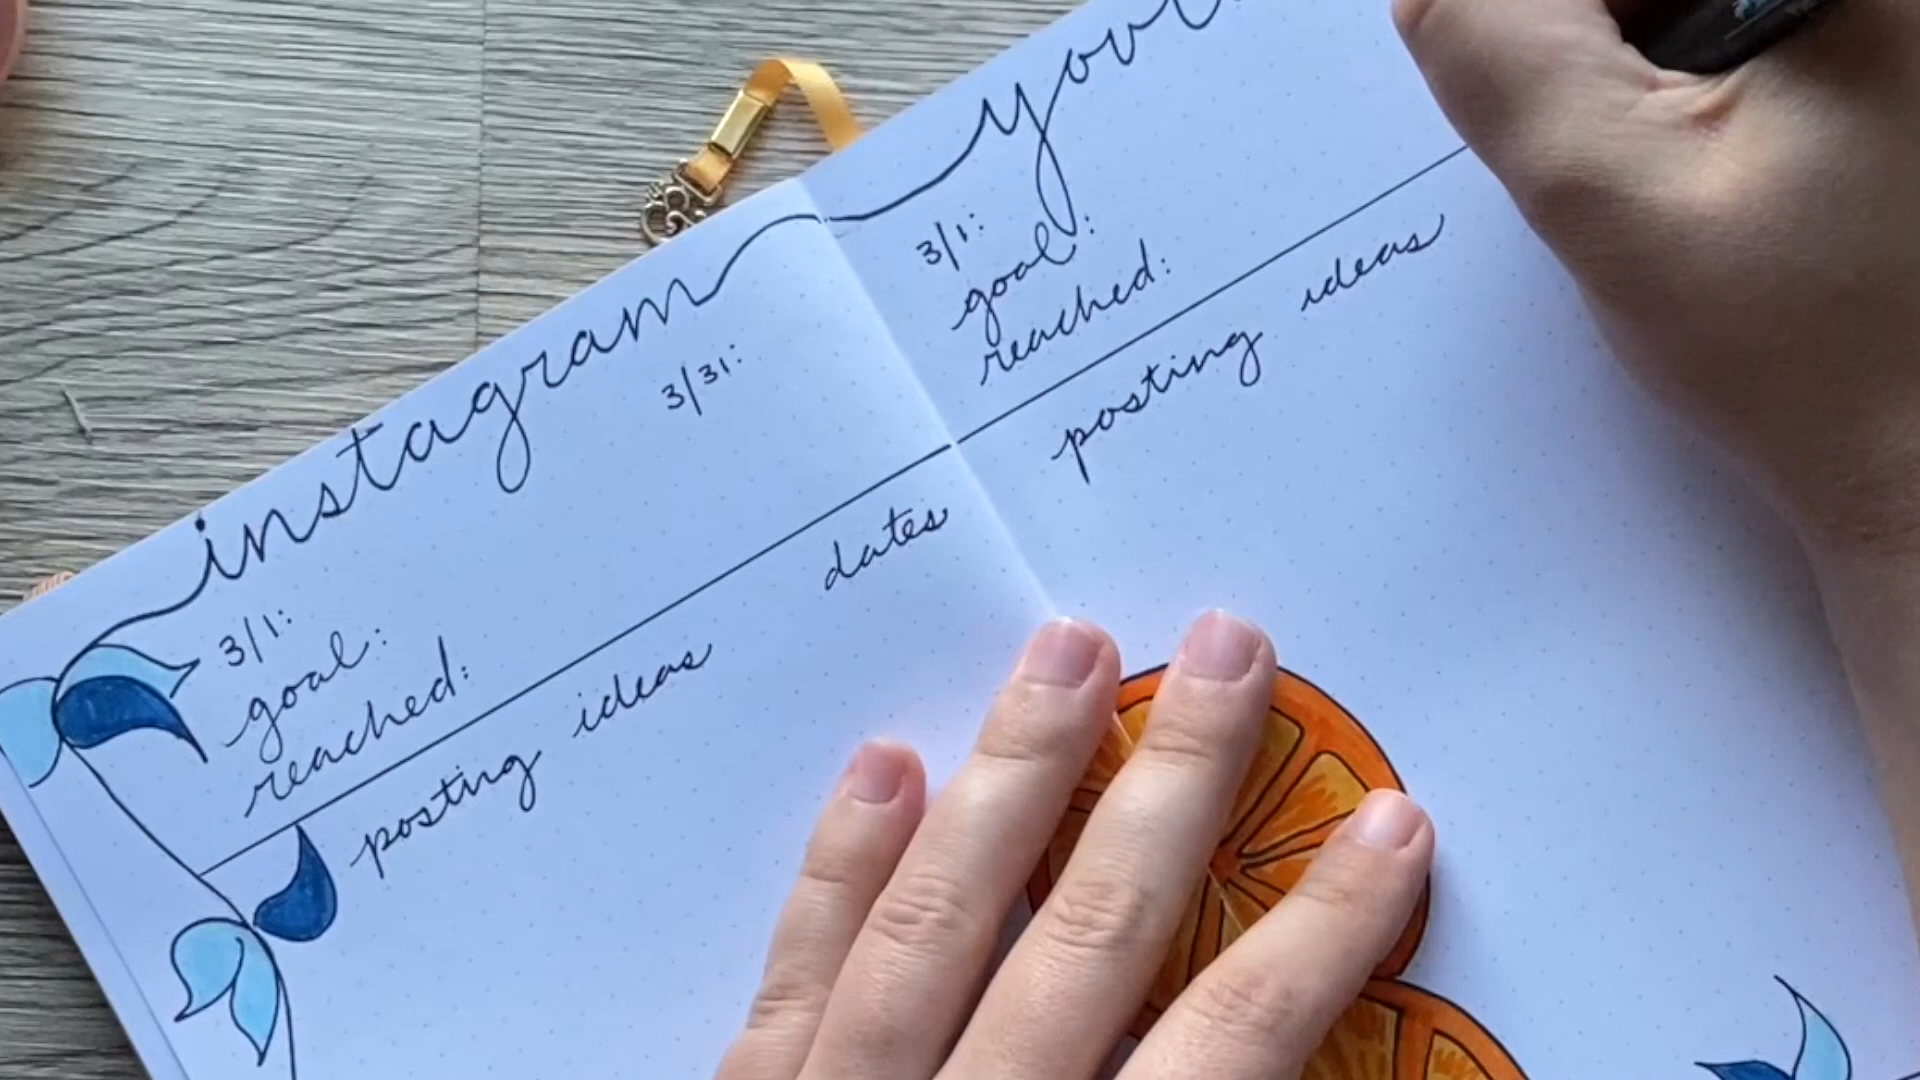 instagram
3/1: 3/31:
goal:
reached:
posting ideas dates
3/1:
goal:
reached:
posting ideas